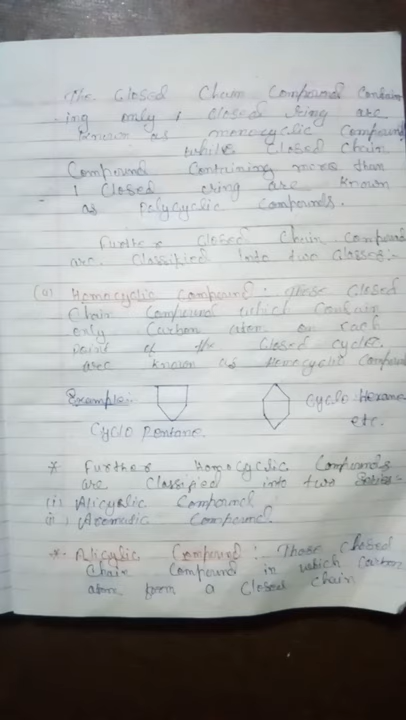 The Closed Chain Compound Contain
-ing only 1 closed ring are
known as monocyclic Compound
while Closed Chain
Compound Containing more than
1 Closed ring are known
as Polycyclic Compounds.
Further Closed Chain Compound
are Classified into two Classes:-
(a) Homocyclic Compound: Those Closed
Chain Compound which Contain
only Carbon atom on each
point of the Closed cycle.
are known as Homocyclic Compound
Example:-
Cyclo Pentane.
Cyclo-Hexane
etc.
* Further Homocyclic Compounds
are Classified into two
(i) Alicyclic Compound
(ii) Aromatic Compound.
* Alicylic Compound: Those Closed
Chain Compound in which Carbon
atom form a Closed Chain